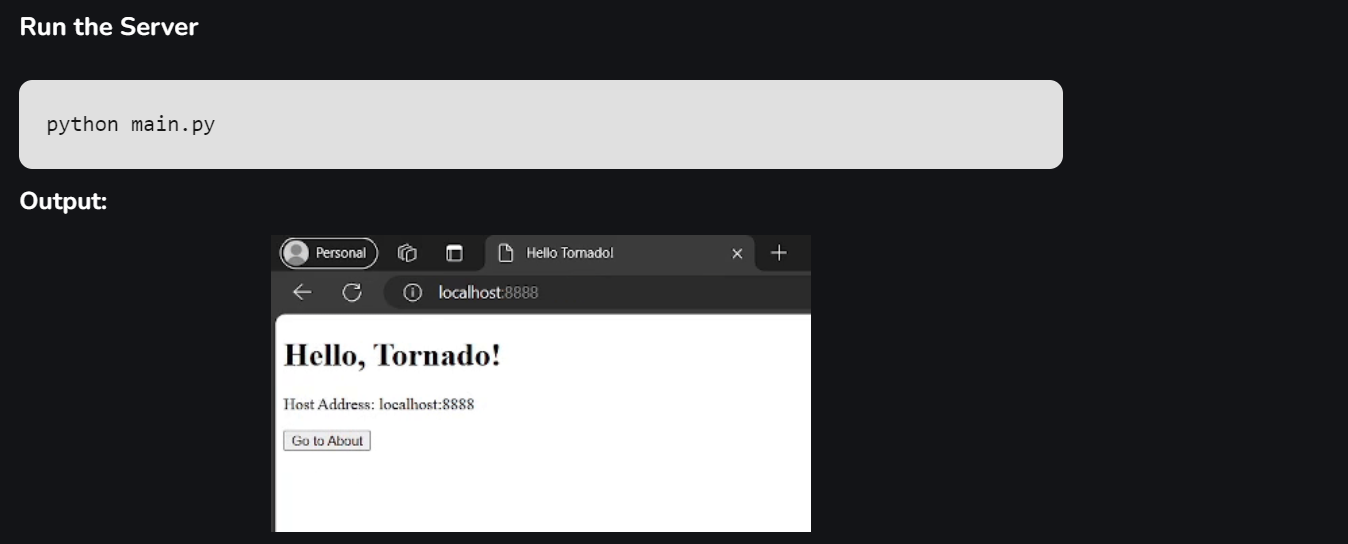 Run the Server
python main.py
Output:
Personal
Hello Tornado!
localhost:8888
Hello, Tornado!
Host Address: localhost:8888
Go to About